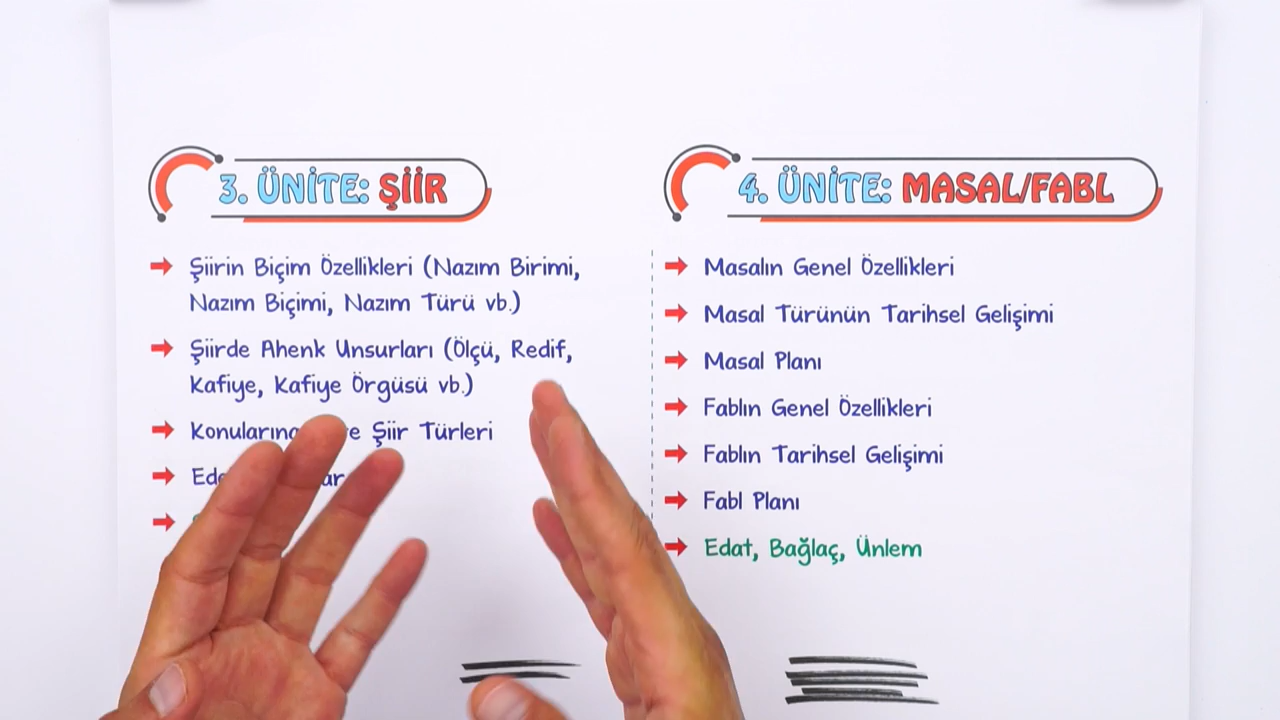 3. ÜNİTE: ŞİİR
Şiirin Biçim Özellikleri (Nazım Birimi,
Nazım Biçimi, Nazım Türü vb.)
Şiirde Ahenk Unsurları (Ölçü, Redif,
Kafiye, Kafiye Örgüsü vb.)
Şiir Türleri
4. ÜNİTE: MASAL/FABL
Masalın Genel Özellikleri
Masal Türünün Tarihsel Gelişimi
Masal Planı
Fablın Genel Özellikleri
Fablın Tarihsel Gelişimi
Fabl Planı
Edat, Bağlaç, Ünlem